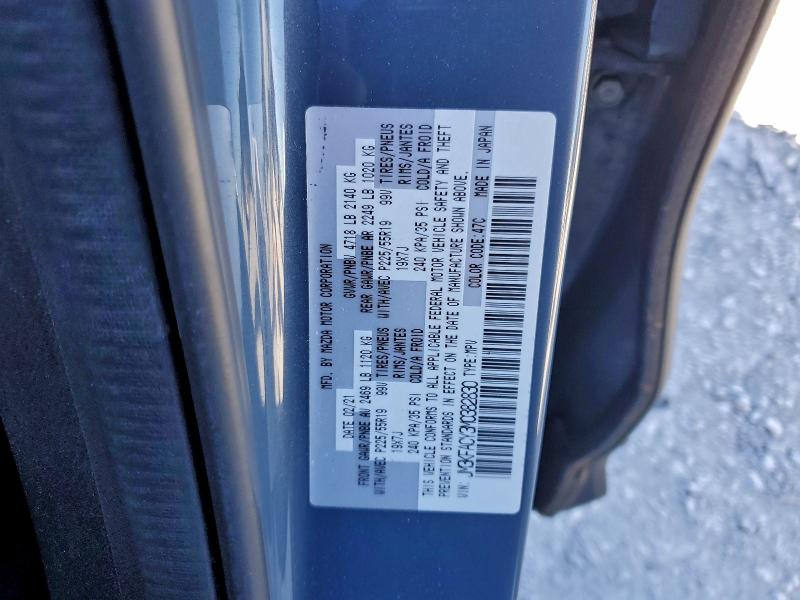 MFD. BY MAZDA MOTOR CORPORATION
DATE 02/21 GVWR/PNBV 4718 LB 2140 KG
FRONT GAWR/PNBE AV 2469 LB 1120 KG REAR GAWR/PNBE AR 2249 LB 1020 KG
WITH/AVEC P225/55R19 99V TIRES/PNEUS WITH/AVEC P225/55R19 99V TIRES/PNEUS
19X7J RIMS/JANTES 19X7J RIMS/JANTES
240 KPA/35 PSI COLD/A FROID 240 KPA/35 PSI COLD/A FROID
THIS VEHICLE CONFORMS TO ALL APPLICABLE FEDERAL MOTOR VEHICLE SAFETY AND THEFT
PREVENTION STANDARDS IN EFFECT ON THE DATE OF MANUFACTURE SHOWN ABOVE.
VIN: TYPE:MPV COLOR CODE:47C MADE IN JAPAN